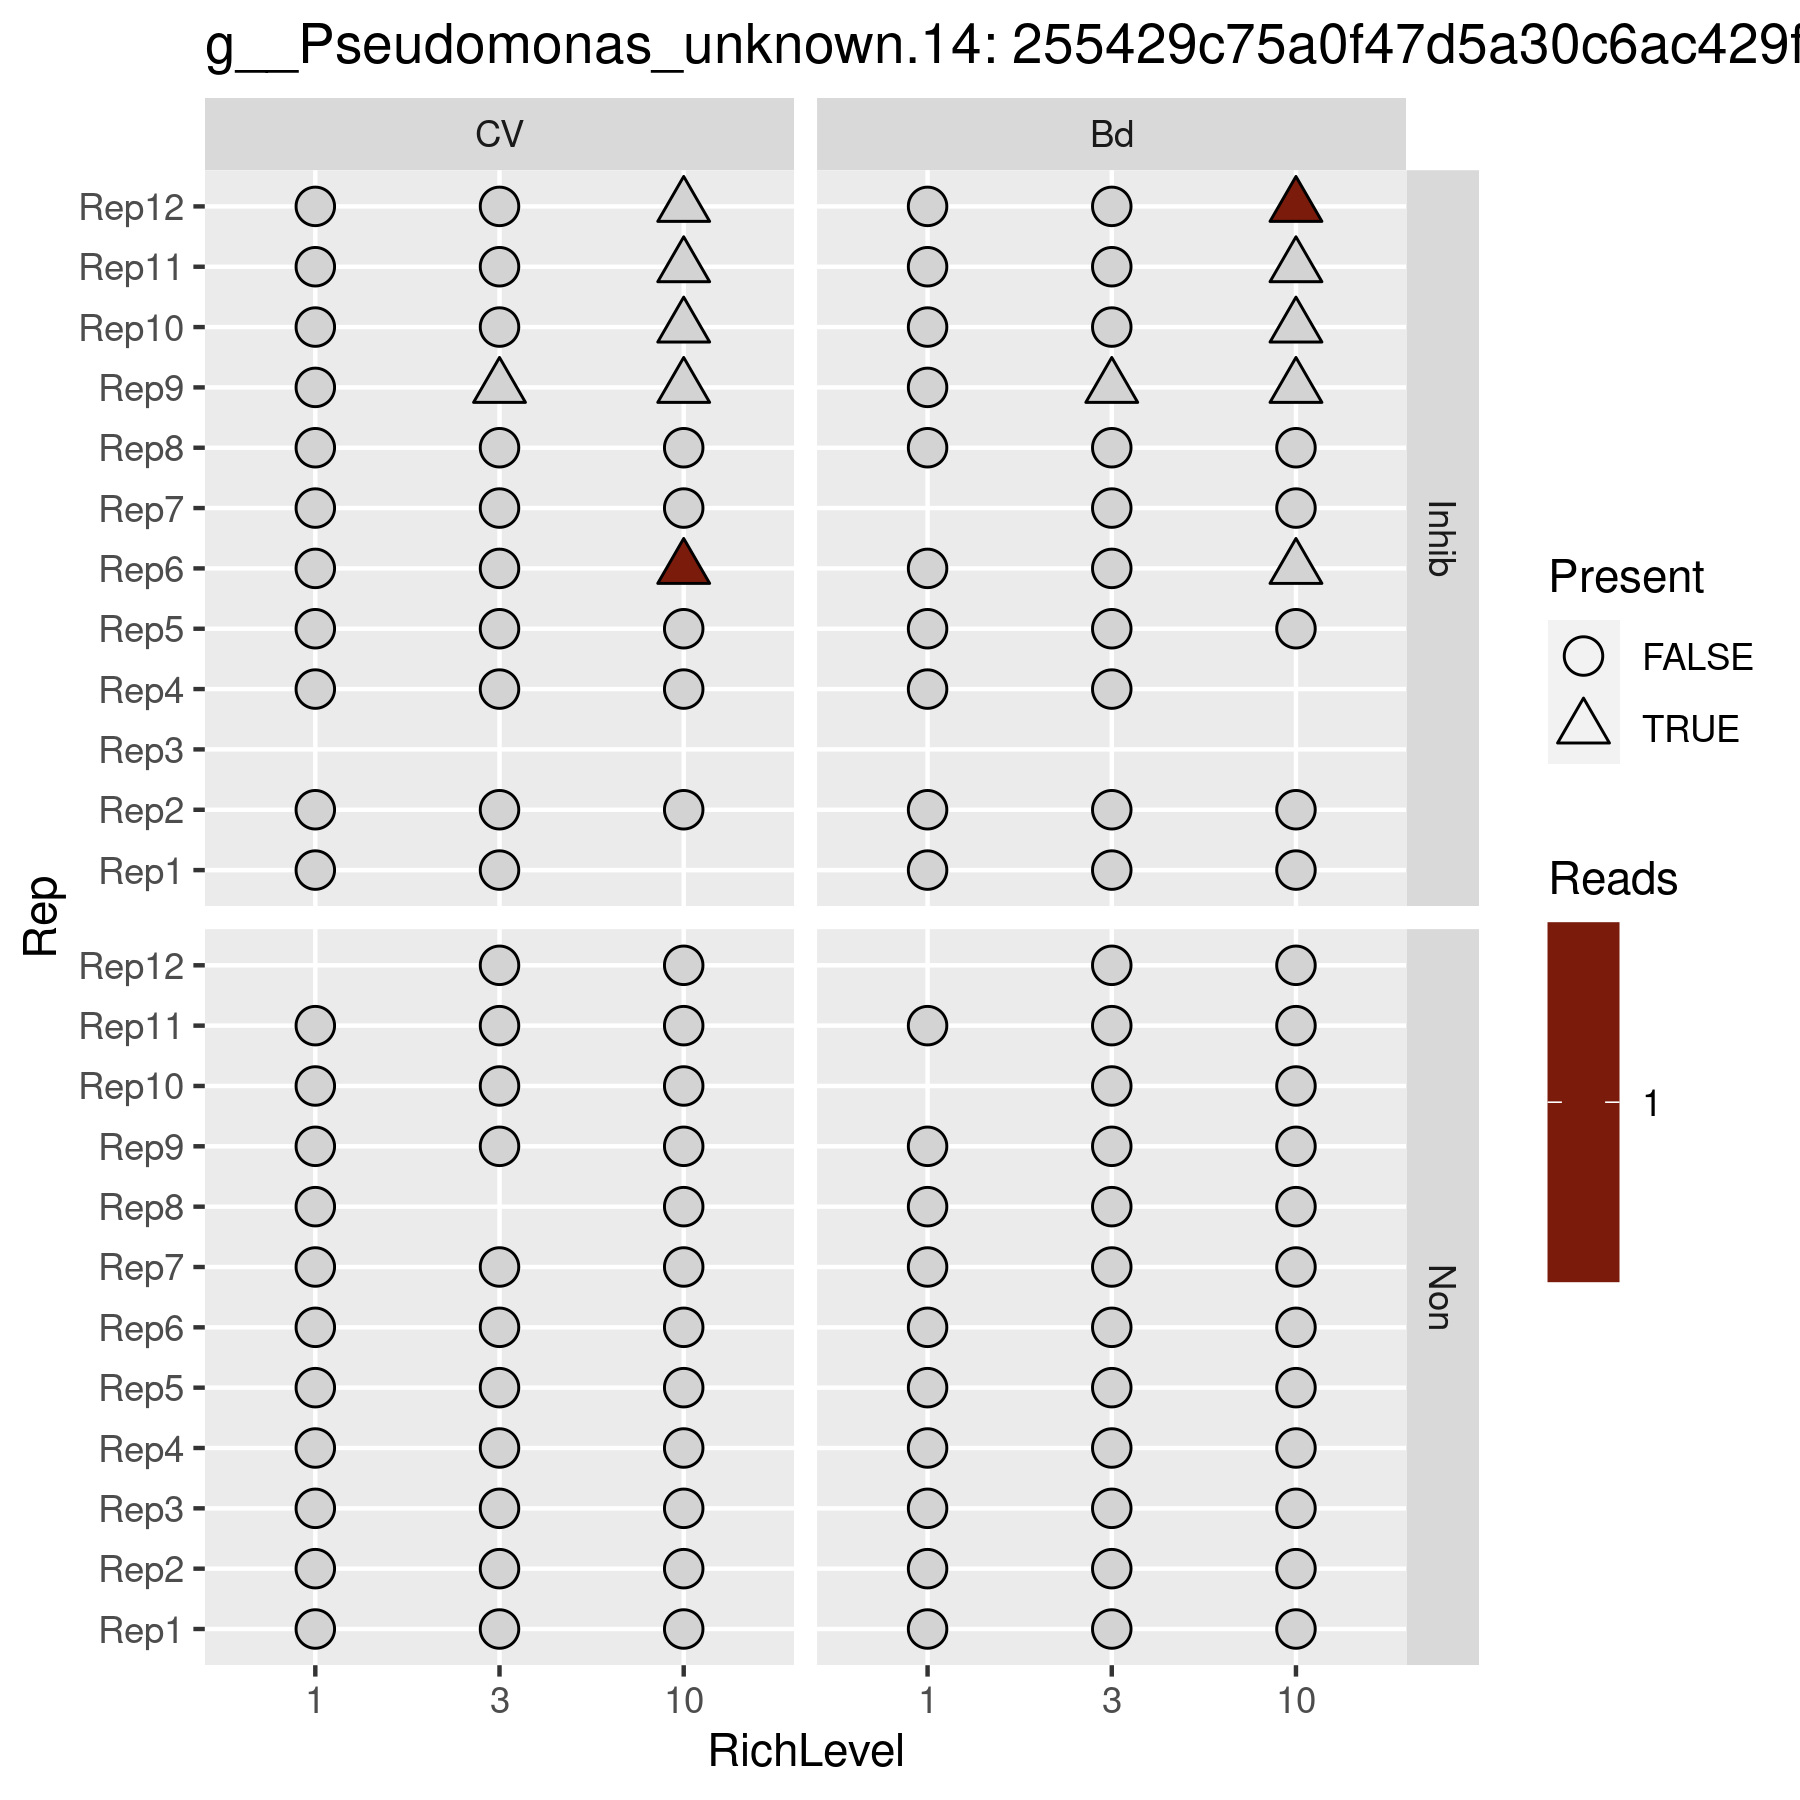 g__Pseudomonas_unknown.14: 255429c75a0f47d5a30c6ac429f
CV
Bd
Rep12
Rep11
Rep10
Rep9
Rep8
Rep7
Rep6
Rep5
Rep4
Rep3
Rep2
Rep1
Inhib
Rep12
Rep11
Rep10
Rep9
Rep8
Rep7
Rep6
Rep5
Rep4
Rep3
Rep2
Rep1
Non
Rep
1 3 10
1 3 10
RichLevel
Present
FALSE
TRUE
Reads
1